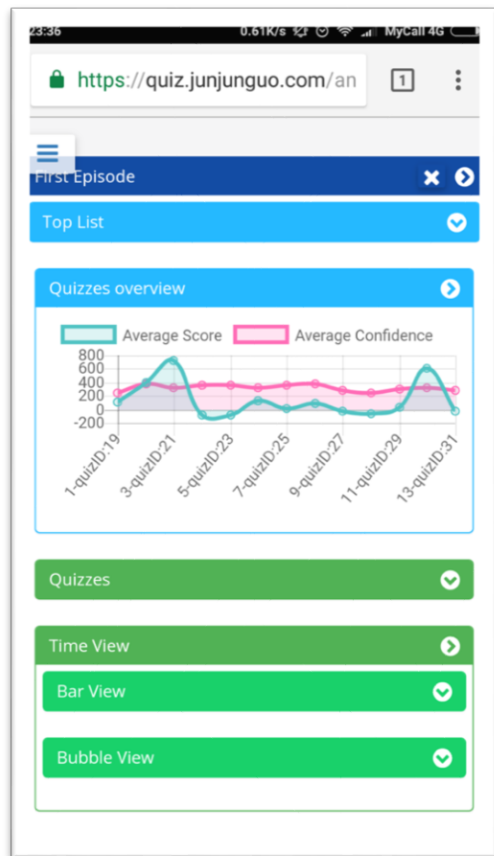 23:36 0.61K/s MyCall 4G
https://quiz.junjunguo.com/an 1
First Episode
Top List
Quizzes overview
Average Score Average Confidence
800
600
400
200
0
-200
1-quizID:19 3-quizID:21 5-quizID:23 7-quizID:25 9-quizID:27 11-quizID:29 13-quizID:31
Quizzes
Time View
Bar View
Bubble View